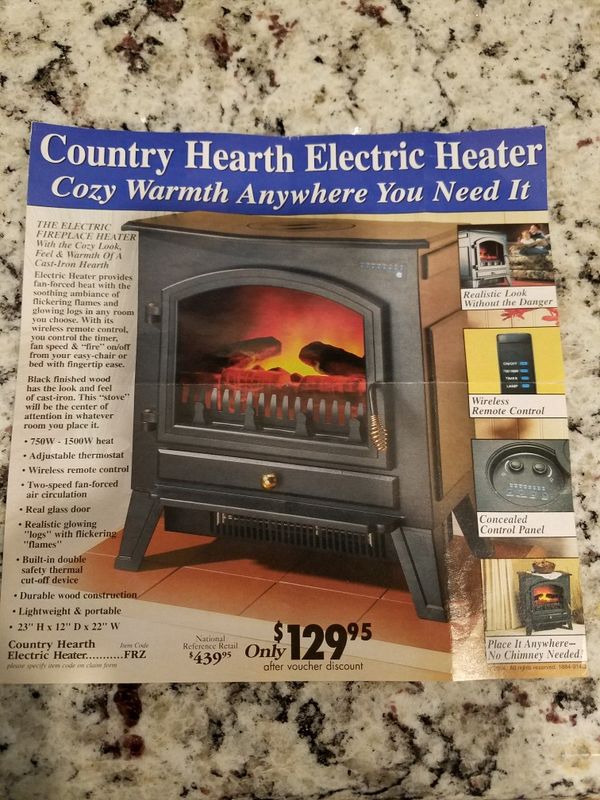 Country Hearth Electric Heater
Cozy Warmth Anywhere You Need It
THE ELECTRIC
FIREPLACE HEATER
With the Cozy Look,
Feel & Warmth Of A
Cast-Iron Hearth
Electric Heater provides
fan-forced heat with the
soothing ambiance of
flickering flames and
glowing logs in any room
you choose. With its
wireless remote control,
you control the timer,
fan speed & "fire" on/off
from your easy-chair or
bed with fingertip ease.
Black finished wood
has the look and feel
of cast-iron. This "stove"
will be the center of
attention in whatever
room you place it.
• 750W - 1500W heat
• Adjustable thermostat
• Wireless remote control
• Two-speed fan-forced
air circulation
• Real glass door
• Realistic glowing
"logs" with flickering
"flames"
• Built-in double
safety thermal
cut-off device
• Durable wood construction
• Lightweight & portable
• 23" H x 12" D x 22" W
Country Hearth Item Code
Electric Heater...........FRZ
please specify item code on claim form
National
Reference Retail
$439.95
Only $129.95
after voucher discount
Realistic Look
Without the Danger
ON/OFF
TIMER
LAMP
Wireless
Remote Control
Concealed
Control Panel
Place It Anywhere–
No Chimney Needed!
All rights reserved.